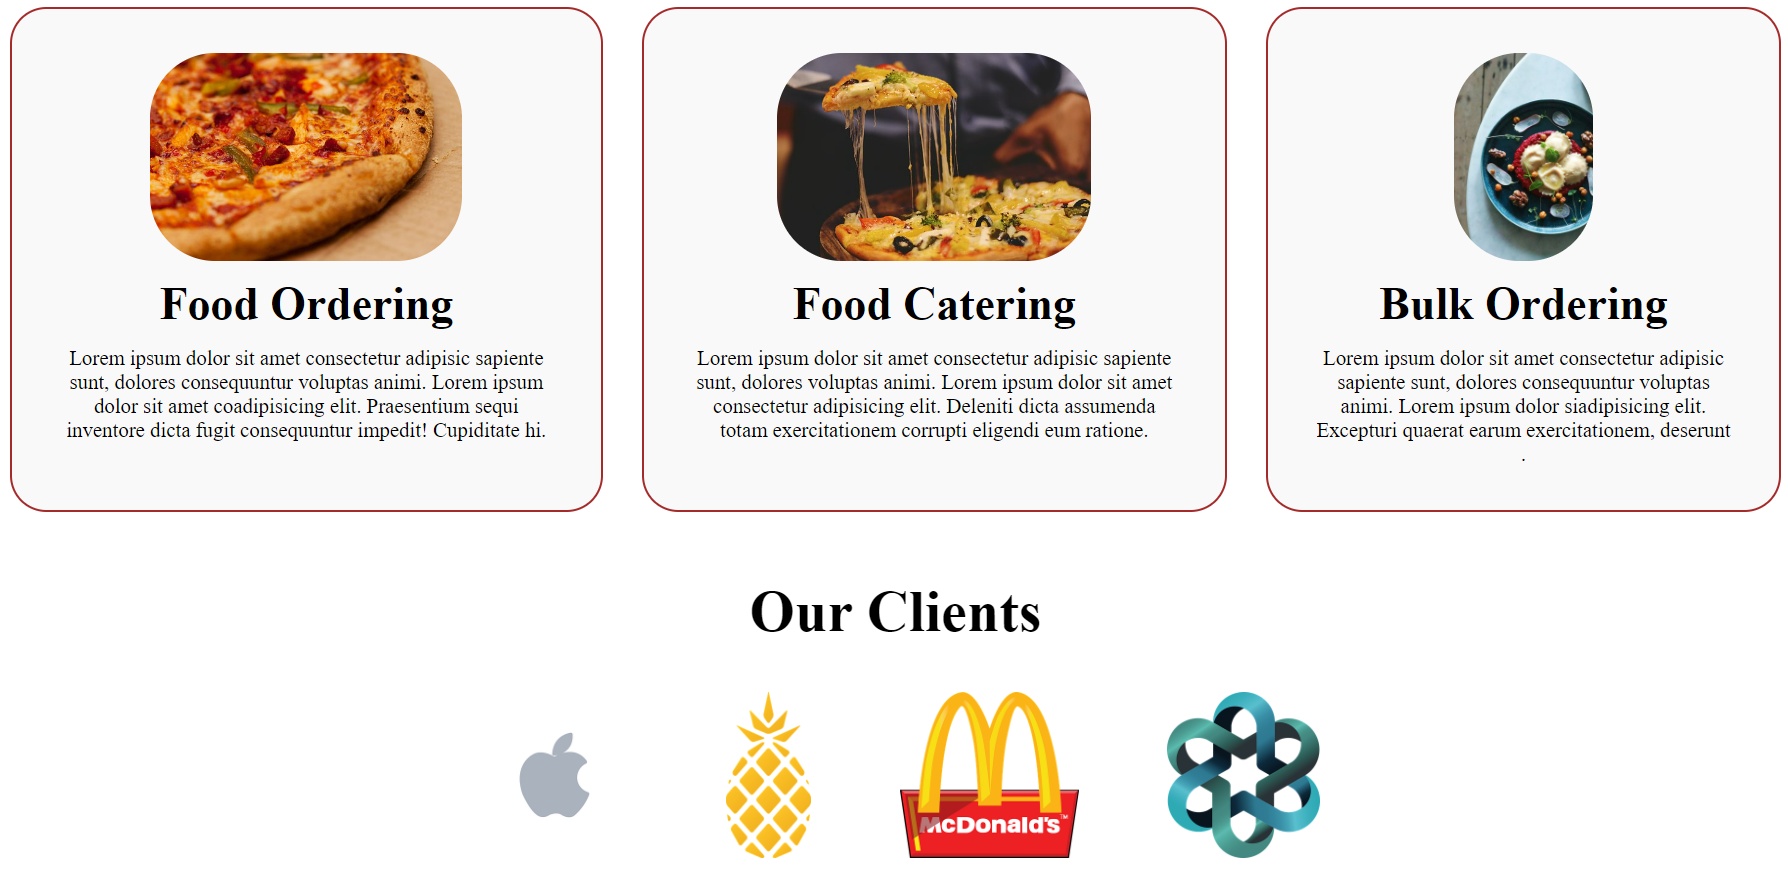 Food Ordering
Lorem ipsum dolor sit amet consectetur adipisic sapiente
sunt, dolores consequuntur voluptas animi. Lorem ipsum
dolor sit amet coadipisicing elit. Praesentium sequi
inventore dicta fugit consequuntur impedit! Cupiditate hi.
Food Catering
Lorem ipsum dolor sit amet consectetur adipisic sapiente
sunt, dolores voluptas animi. Lorem ipsum dolor sit amet
consectetur adipisicing elit. Deleniti dicta assumenda
totam exercitationem corrupti eligendi eum ratione.
Bulk Ordering
Lorem ipsum dolor sit amet consectetur adipisic
sapiente sunt, dolores consequuntur voluptas
animi. Lorem ipsum dolor siadipisicing elit.
Excepturi quaerat earum exercitationem, deserunt
.
Our Clients
McDonald's™